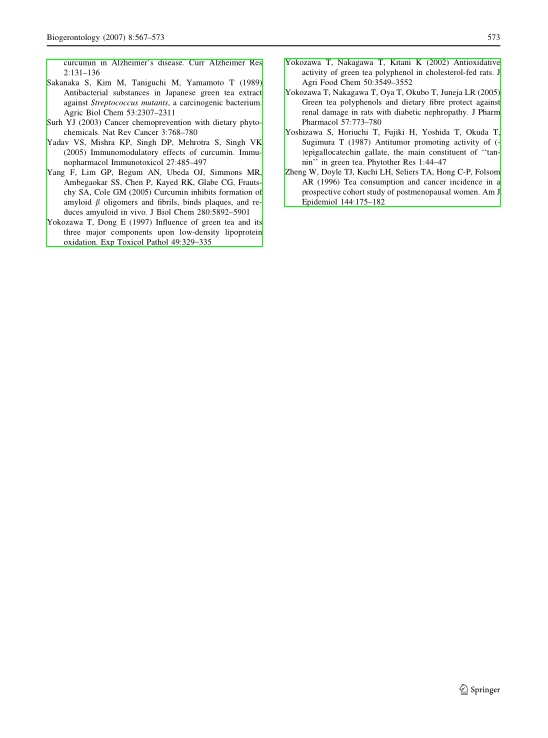 Biogerontology (2007) 8:567–573
573
curcumin in Alzheimer's disease. Curr Alzheimer Res
2:131–136
Sakanaka S, Kim M, Taniguchi M, Yamamoto T (1989)
Antibacterial substances in Japanese green tea extract
against Streptococcus mutants, a carcinogenic bacterium.
Agric Biol Chem 53:2307–2311
Surh YJ (2003) Cancer chemoprevention with dietary phyto-
chemicals. Nat Rev Cancer 3:768–780
Yadav VS, Mishra KP, Singh DP, Mehrotra S, Singh VK
(2005) Immunomodulatory effects of curcumin. Immu-
nopharmacol Immunotoxicol 27:485–497
Yang F, Lim GP, Begum AN, Ubeda OJ, Simmons MR,
Ambegaokar SS, Chen P, Kayed RK, Glabe CG, Frauts-
chy SA, Cole GM (2005) Curcumin inhibits formation of
amyloid β oligomers and fibrils, binds plaques, and re-
duces amyloid in vivo. J Biol Chem 280:5892–5901
Yokozawa T, Dong E (1997) Influence of green tea and its
three major components upon low-density lipoprotein
oxidation. Exp Toxicol Pathol 49:329–335
Yokozawa T, Nakagawa T, Kitani K (2002) Antioxidative
activity of green tea polyphenol in cholesterol-fed rats. J
Agri Food Chem 50:3549–3552
Yokozawa T, Nakagawa T, Oya T, Okubo T, Juneja LR (2005)
Green tea polyphenols and dietary fibre protect against
renal damage in rats with diabetic nephropathy. J Pharm
Pharmacol 57:773–780
Yoshizawa S, Horiuchi T, Fujiki H, Yoshida T, Okuda T,
Sugimura T (1987) Antitumor promoting activity of (-
)epigallocatechin gallate, the main constituent of ‘‘tan-
nin’’ in green tea. Phytother Res 1:44–47
Zheng W, Doyle TJ, Kuchi LH, Seliers TA, Hong C-P, Folsom
AR (1996) Tea consumption and cancer incidence in a
prospective cohort study of postmenopausal women. Am J
Epidemiol 144:175–182
Springer